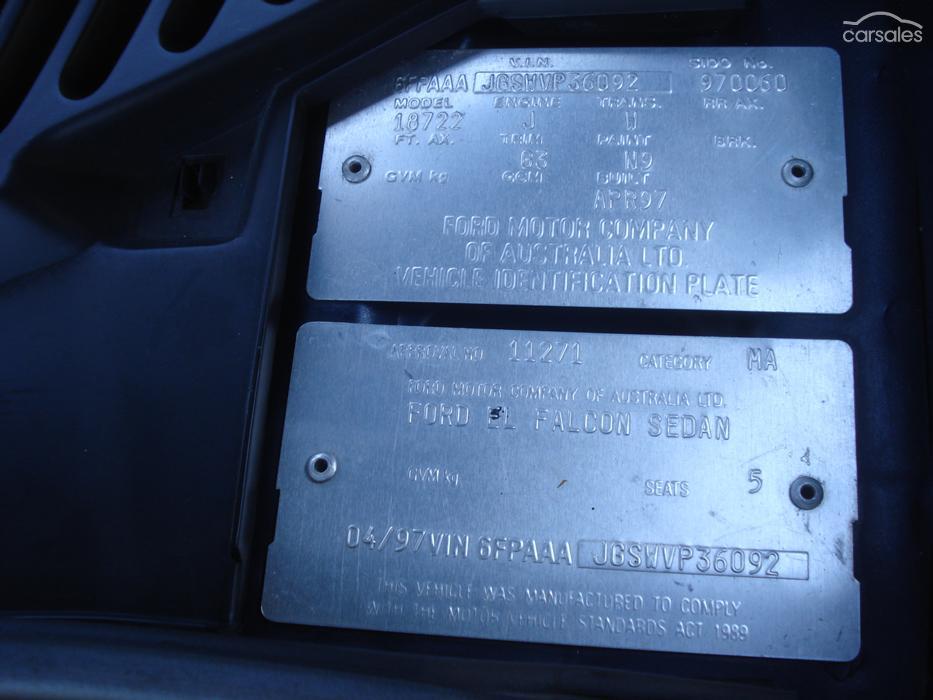 carsales
V.I.N. SIDO No.
6FPAAA JGSWVP36092 970060
MODEL ENGINE TRANS. RR AX.
18722 J W
FT. AX. TRIM PAINT BRK.
G3 N9
GVM kg GCM BUILT
APR97
FORD MOTOR COMPANY
OF AUSTRALIA LTD.
VEHICLE IDENTIFICATION PLATE
APPROVAL NO 11271 CATEGORY MA
FORD MOTOR COMPANY OF AUSTRALIA LTD.
FORD EL FALCON SEDAN
GVM kg SEATS 5
04/97VIN 6FPAAA JGSWVP36092
THIS VEHICLE WAS MANUFACTURED TO COMPLY
WITH THE MOTOR VEHICLE STANDARDS ACT 1989